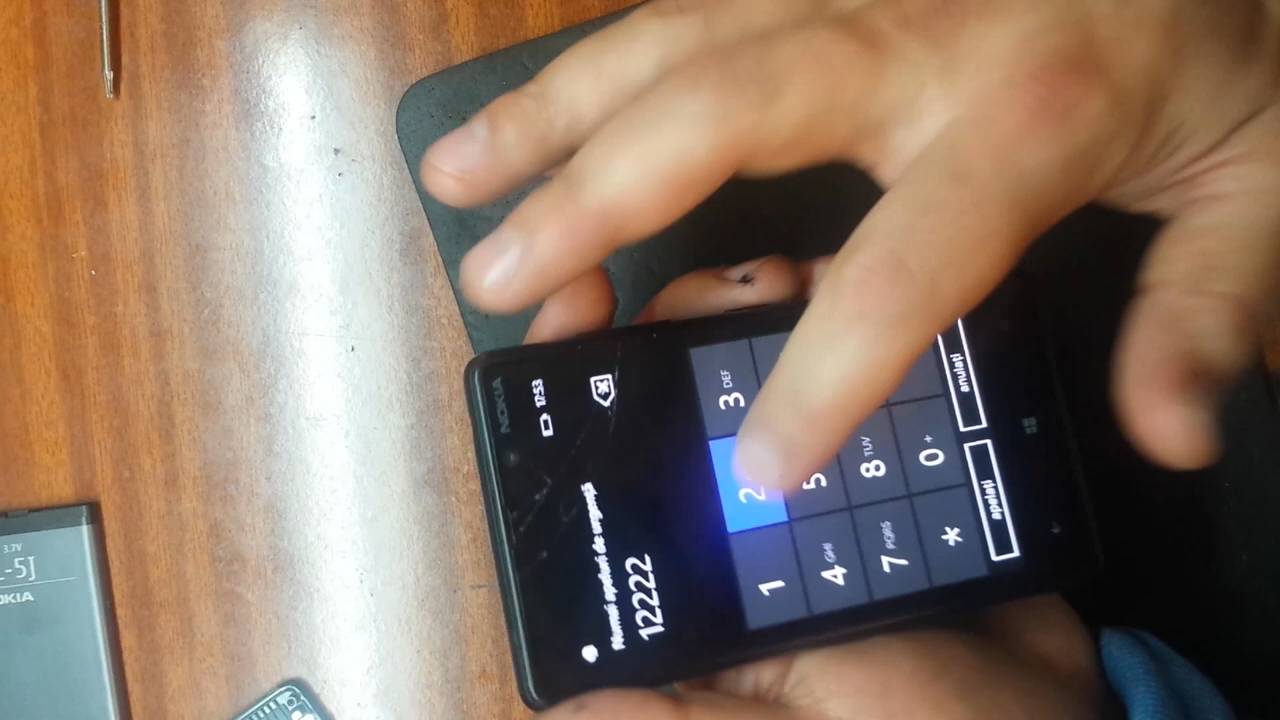 NOKIA
17:53
Numai apeluri de urgență
12222
1
2
3 DEF
4 GHI
5
7 PQRS
8 TUV
*
0 +
apelați
anulați
3.7V
-5J
OKIA